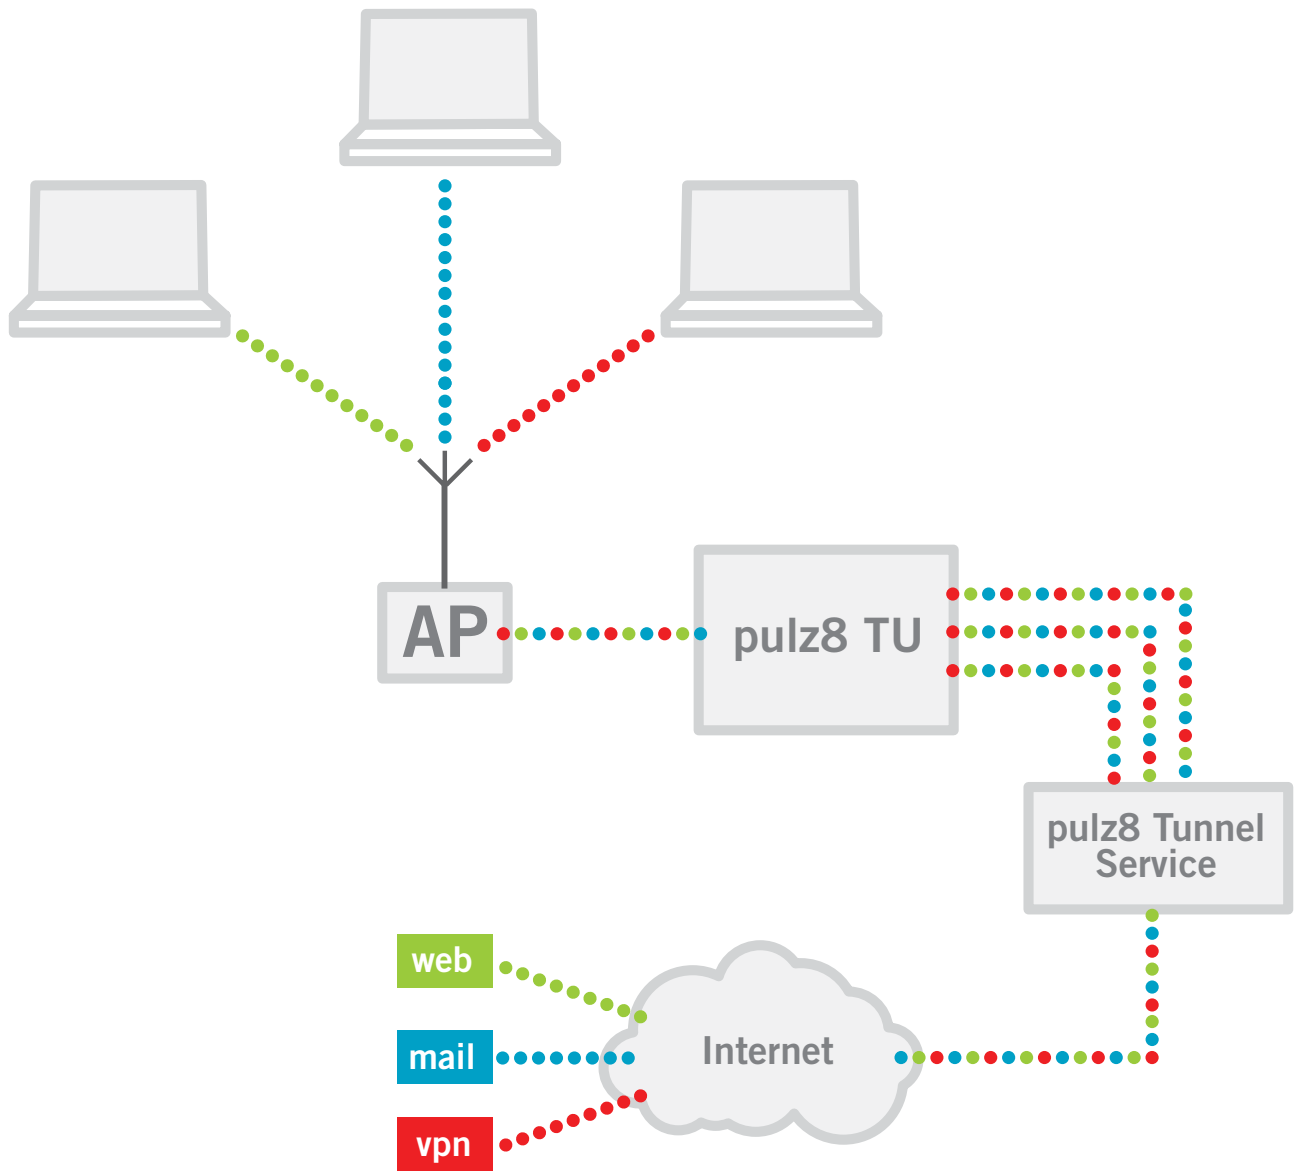 AP
pulz8 TU
pulz8 Tunnel
Service
web
Internet
mail
vpn